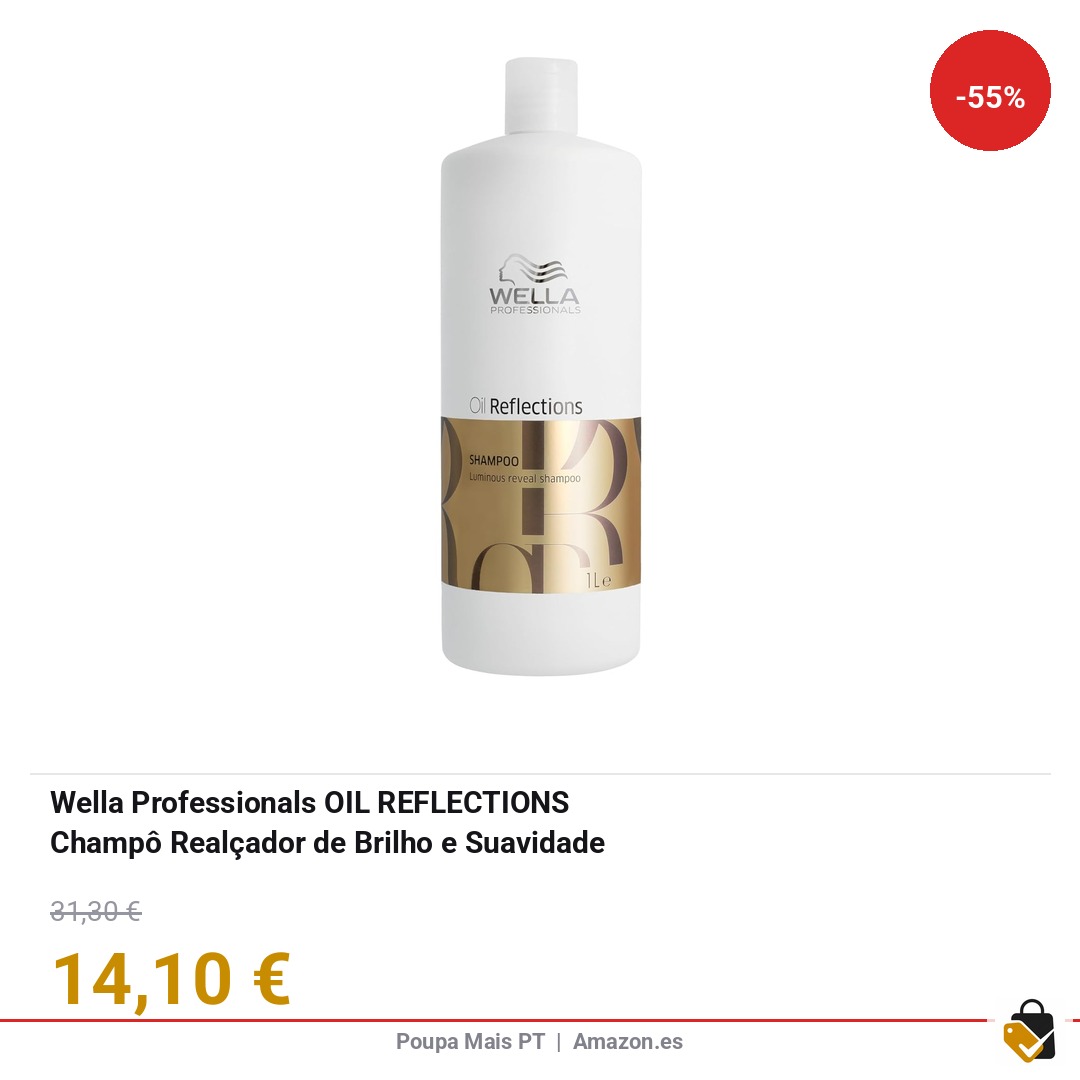 -55%
WELLA
PROFESSIONALS
Oil Reflections
SHAMPOO
Luminous reveal shampoo
1L e
Wella Professionals OIL REFLECTIONS
Champô Realçador de Brilho e Suavidade
31,30 €
14,10 €
Poupa Mais PT | Amazon.es